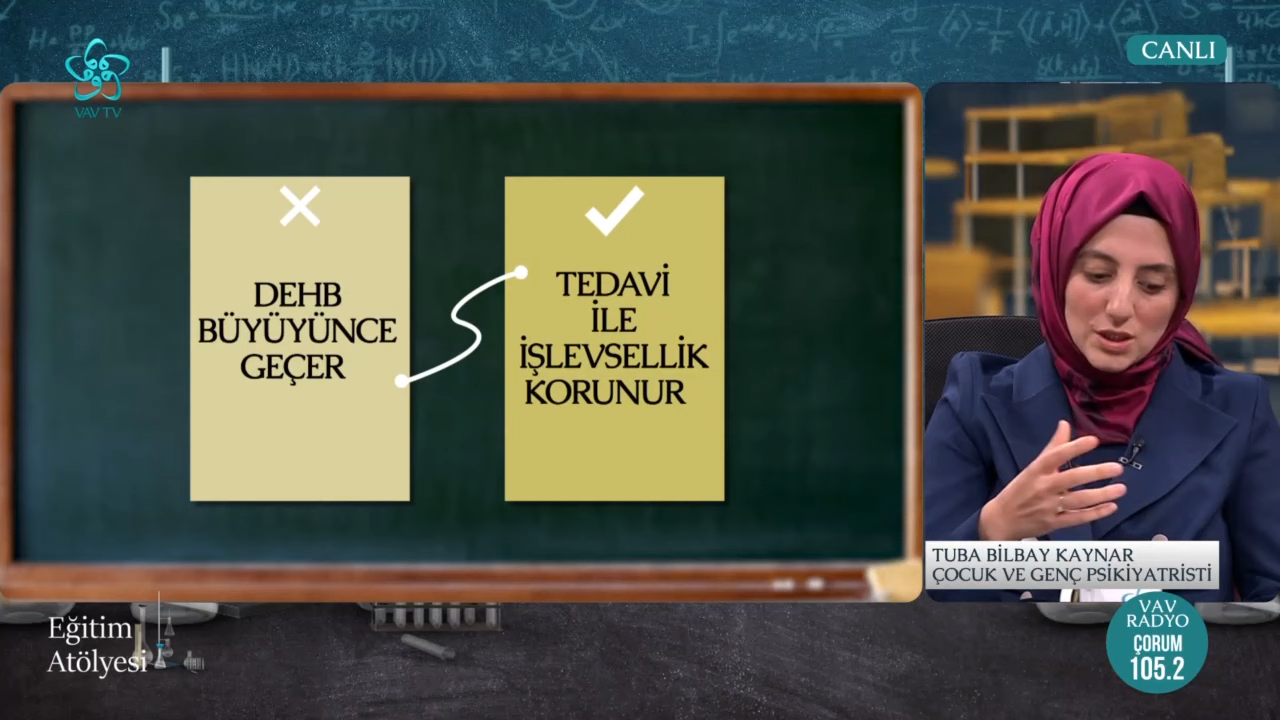 CANLI
VAV TV
DEHB
BÜYÜYÜNCE
GEÇER
TEDAVİ
İLE
İŞLEVSELLİK
KORUNUR
TUBA BİLBAY KAYNAR
ÇOCUK VE GENÇ PSİKİYATRİSTİ
Eğitim
Atölyesi
VAV
RADYO
ÇORUM
105.2